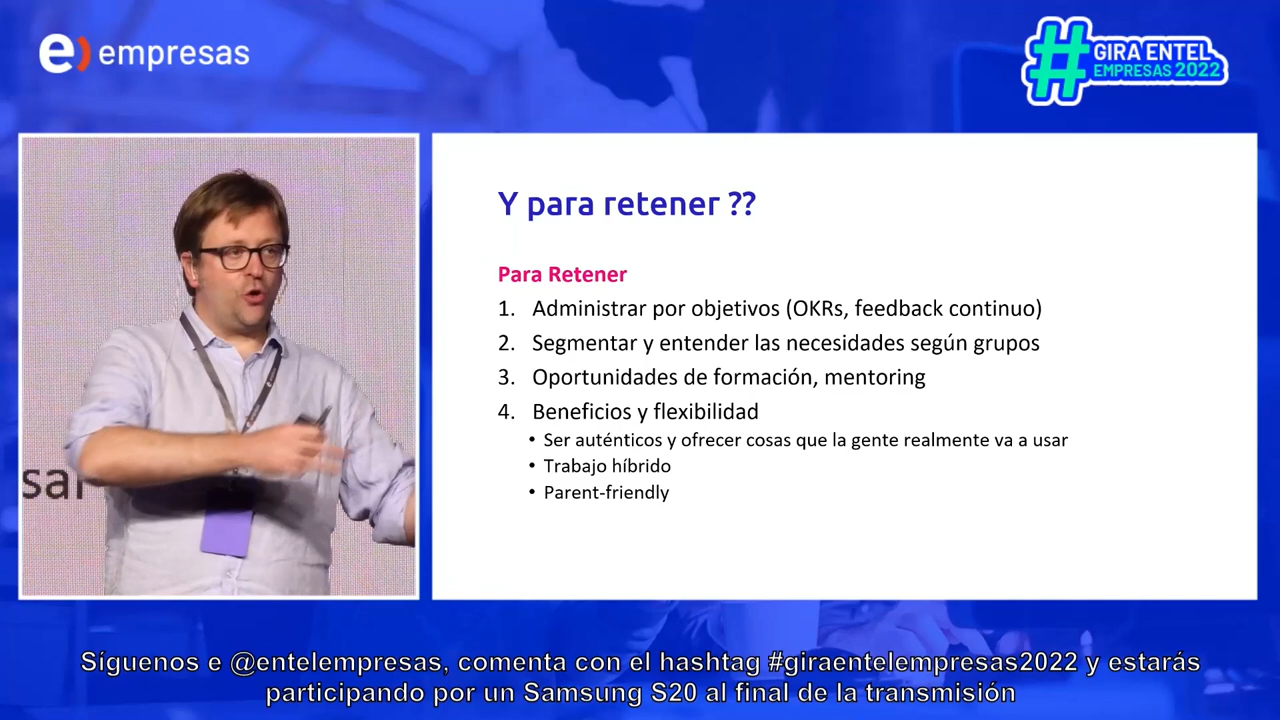 e) empresas
#
GIRA ENTEL
EMPRESAS 2022
sar
Y para retener ??
Para Retener
1. Administrar por objetivos (OKRs, feedback continuo)
2. Segmentar y entender las necesidades según grupos
3. Oportunidades de formación, mentoring
4. Beneficios y flexibilidad
• Ser auténticos y ofrecer cosas que la gente realmente va a usar
• Trabajo híbrido
• Parent-friendly
Síguenos e @entelempresas, comenta con el hashtag #giraentelempresas2022 y estarás
participando por un Samsung S20 al final de la transmisión